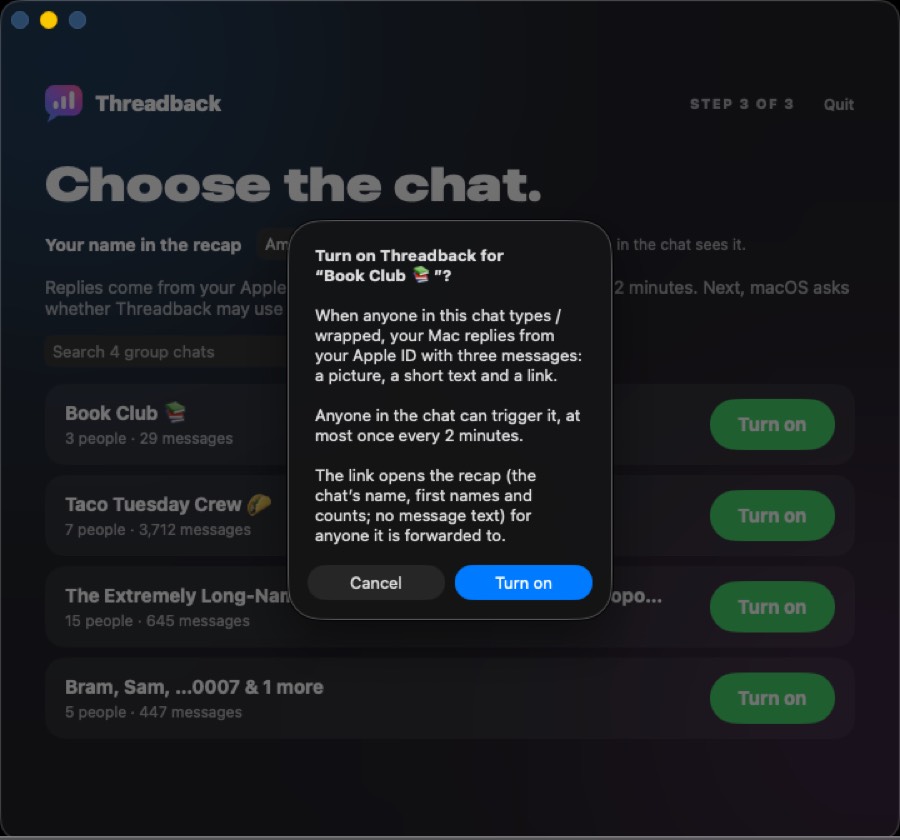 Threadback
STEP 3 OF 3
Quit
Choose the chat.
Your name in the recap
in the chat sees it.
Replies come from your Apple
2 minutes. Next, macOS asks
whether Threadback may use
Search 4 group chats
Turn on Threadback for
“Book Club 📚 ”?
When anyone in this chat types /
wrapped, your Mac replies from
your Apple ID with three messages:
a picture, a short text and a link.
Anyone in the chat can trigger it, at
most once every 2 minutes.
The link opens the recap (the
chat’s name, first names and
counts; no message text) for
anyone it is forwarded to.
Cancel
Turn on
Book Club 📚
3 people · 29 messages
Turn on
Taco Tuesday Crew 🌮
7 people · 3,712 messages
Turn on
The Extremely Long-Nam
15 people · 645 messages
Turn on
Bram, Sam, ...0007 & 1 more
5 people · 447 messages
Turn on